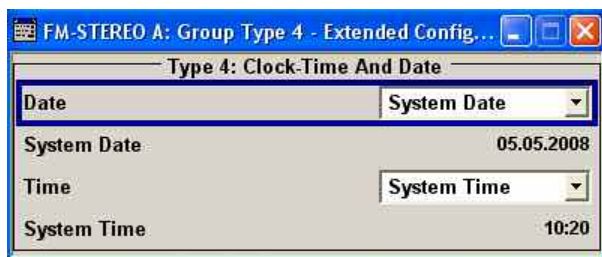 FM-STEREO A: Group Type 4 - Extended Config...
Type 4: Clock-Time And Date
Date System Date
System Date 05.05.2008
Time System Time
System Time 10:20